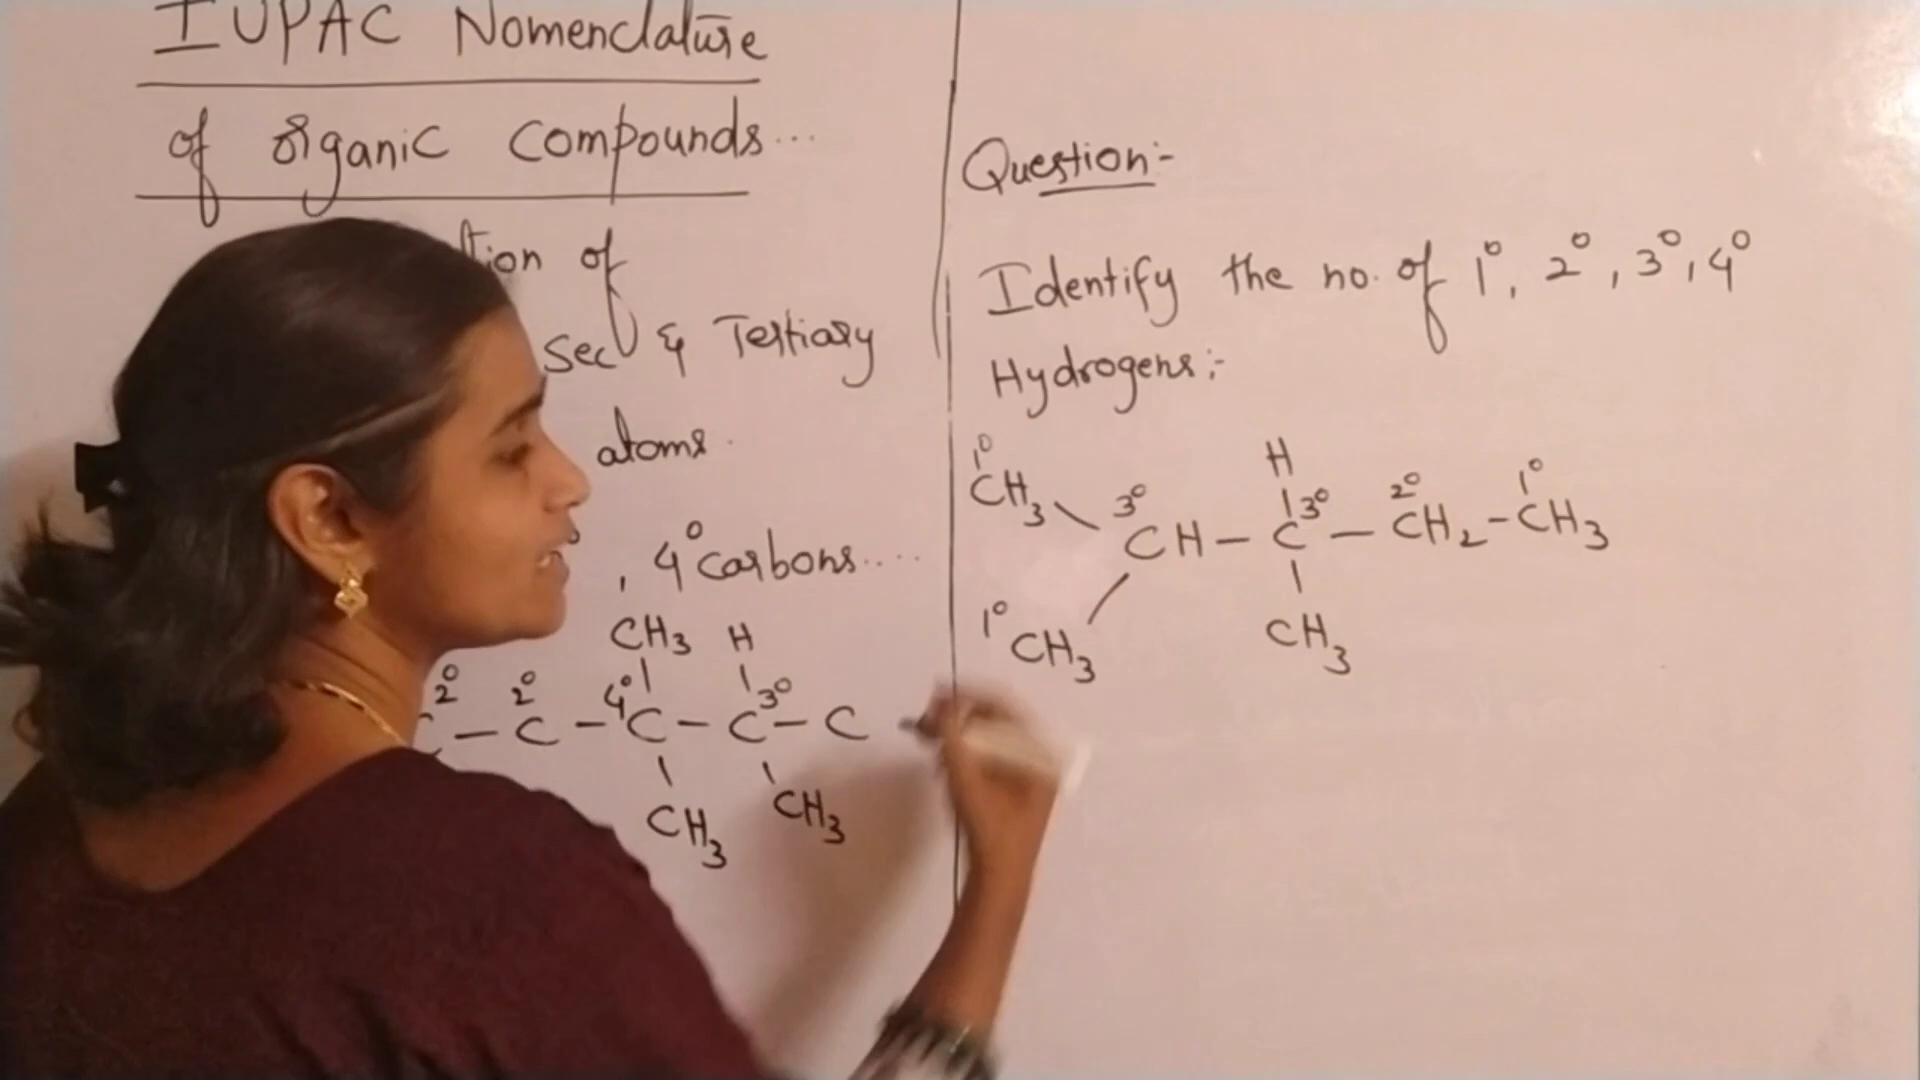 IUPAC Nomenclature
of organic compounds...
of
Sec & Tertiary
atoms.
, 4° carbons....
CH3 H
2° 2° 4° 3°
C - C - C - C - C
CH3 CH3
Question:-
Identify the no. of 1°, 2°, 3°, 4°
Hydrogens:-
1° H
CH3 3° 3° 2° 1°
CH - C - CH2 - CH3
1° CH3 CH3